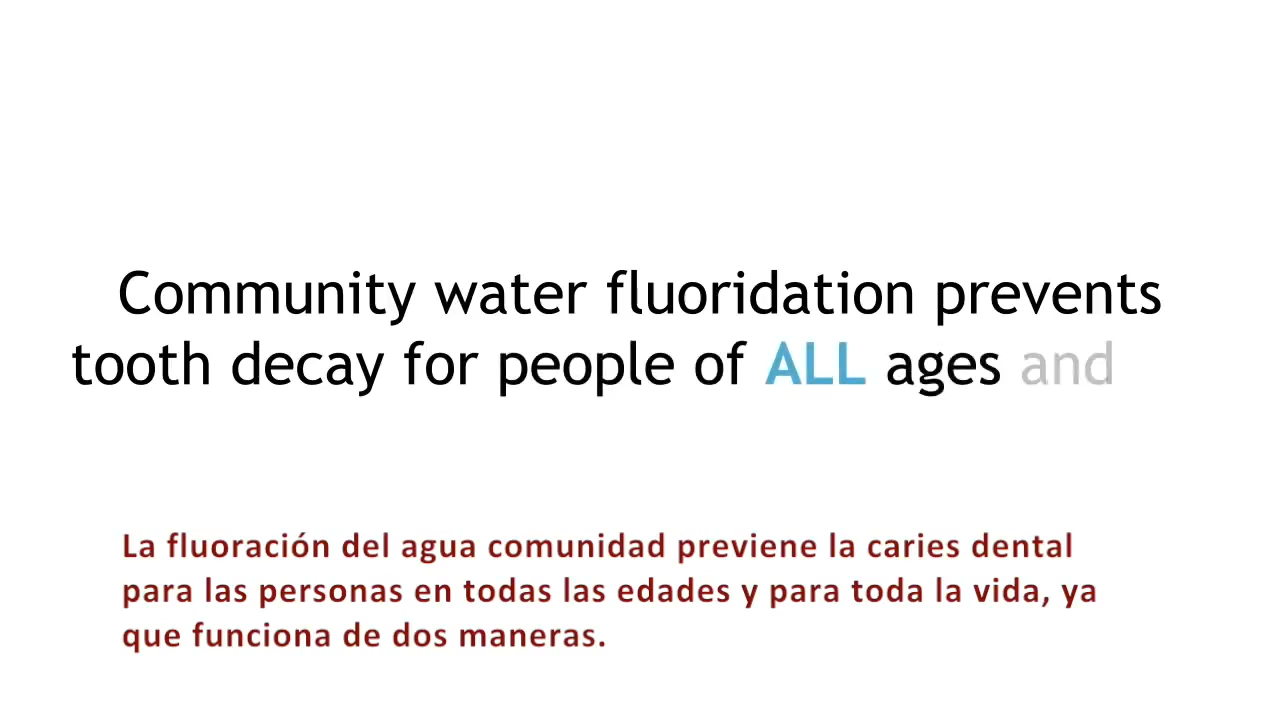 Community water fluoridation prevents
tooth decay for people of ALL ages and
La fluoración del agua comunidad previene la caries dental
para las personas en todas las edades y para toda la vida, ya
que funciona de dos maneras.